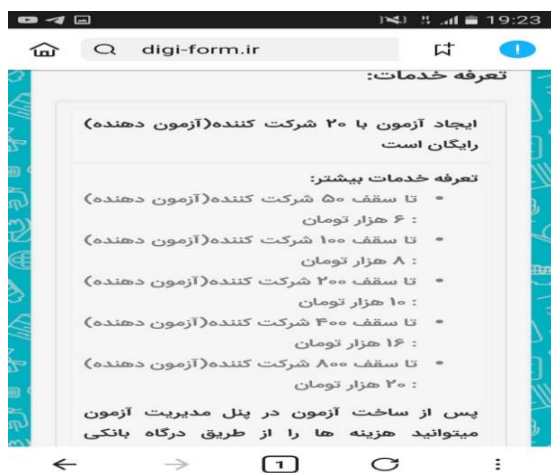 19:23
digi-form.ir
تعرفه خدمات:
ایجاد آزمون با ۲۰ شرکت کننده(آزمون دهنده)
رایگان است
تعرفه خدمات بیشتر:
تا سقف ۵۰ شرکت کننده(آزمون دهنده)
: ۶ هزار تومان
تا سقف ۱۰۰ شرکت کننده(آزمون دهنده)
: ۸ هزار تومان
تا سقف ۲۰۰ شرکت کننده(آزمون دهنده)
: ۱۰ هزار تومان
تا سقف ۴۰۰ شرکت کننده(آزمون دهنده)
: ۱۶ هزار تومان
تا سقف ۸۰۰ شرکت کننده(آزمون دهنده)
: ۲۰ هزار تومان
پس از ساخت آزمون در پنل مدیریت آزمون
میتوانید هزینه ها را از طریق درگاه بانکی
1